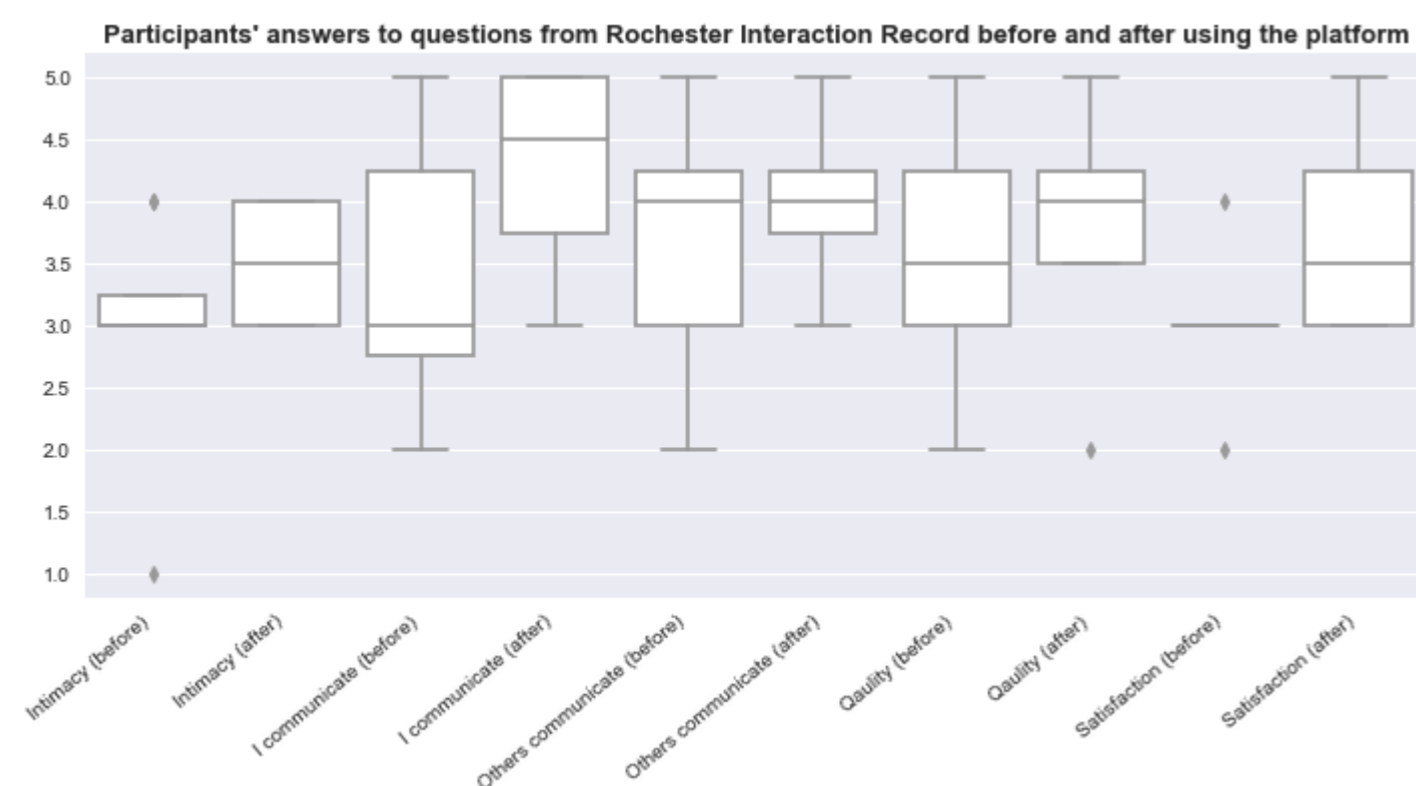 Participants' answers to questions from Rochester Interaction Record before and after using the platform
5.0
4.5
4.0
3.5
3.0
2.5
2.0
1.5
1.0
Intimacy (before)
Intimacy (after)
I communicate (before)
I communicate (after)
Others communicate (before)
Others communicate (after)
Qaulity (before)
Qaulity (after)
Satisfaction (before)
Satisfaction (after)